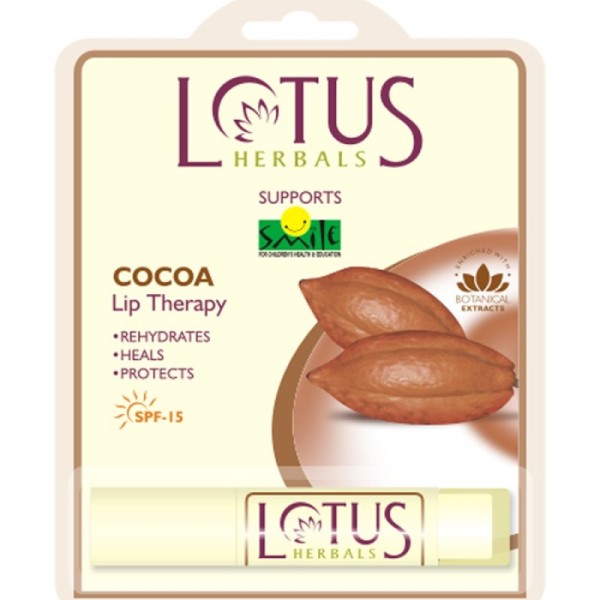 LOTUS
HERBALS
SUPPORTS
Smile
FOR CHILDREN'S HEALTH & EDUCATION
COCOA
Lip Therapy
•REHYDRATES
•HEALS
•PROTECTS
SPF-15
• ENRICHED WITH •
BOTANICAL
EXTRACTS
LOTUS
HERBALS